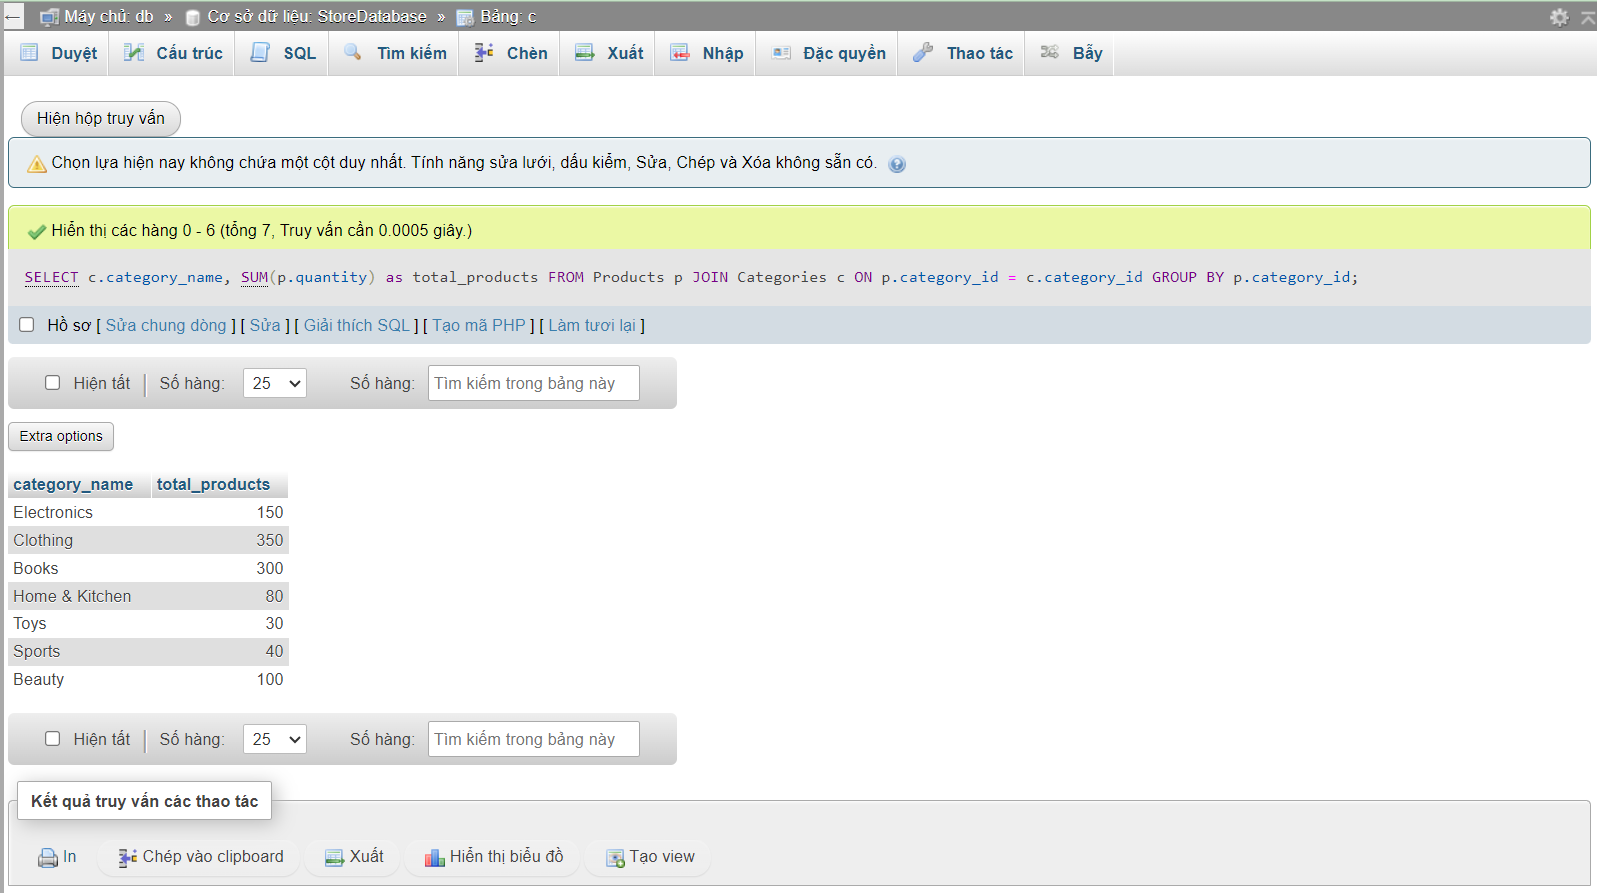 Máy chủ: db » Cơ sở dữ liệu: StoreDatabase » Bảng: c
Duyệt Cấu trúc SQL Tìm kiếm Chèn Xuất Nhập Đặc quyền Thao tác Bẫy
Hiện hộp truy vấn
Chọn lựa hiện nay không chứa một cột duy nhất. Tính năng sửa lưới, dấu kiểm, Sửa, Chép và Xóa không sẵn có.
Hiển thị các hàng 0 - 6 (tổng 7, Truy vấn cần 0.0005 giây.)
SELECT c.category_name, SUM(p.quantity) as total_products FROM Products p JOIN Categories c ON p.category_id = c.category_id GROUP BY p.category_id;
Hồ sơ [ Sửa chung dòng ] [ Sửa ] [ Giải thích SQL ] [ Tạo mã PHP ] [ Làm tươi lại ]
Hiện tất | Số hàng: 25 Số hàng: Tìm kiếm trong bảng này
Extra options
category_name total_products
Electronics 150
Clothing 350
Books 300
Home & Kitchen 80
Toys 30
Sports 40
Beauty 100
Hiện tất | Số hàng: 25 Số hàng: Tìm kiếm trong bảng này
Kết quả truy vấn các thao tác
In Chép vào clipboard Xuất Hiển thị biểu đồ Tạo view